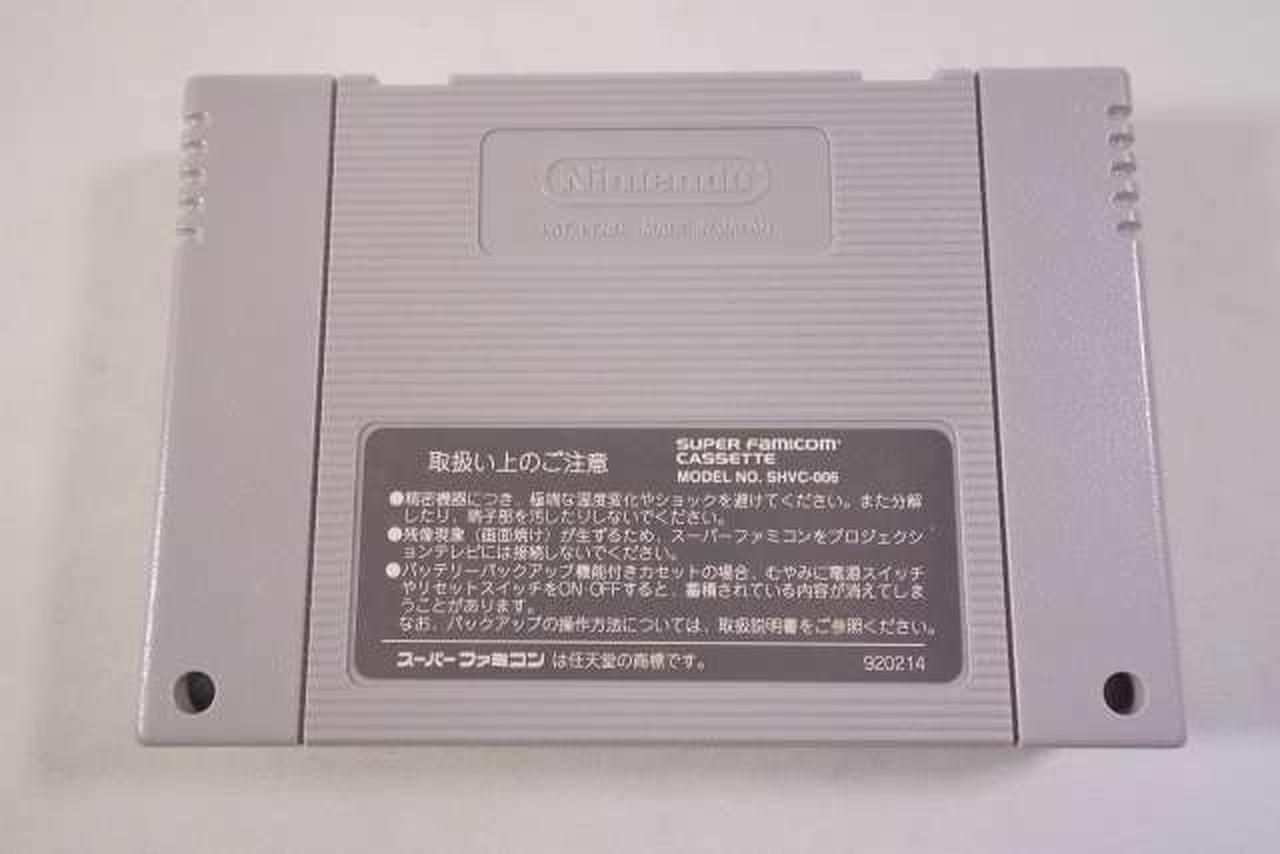 Nintendo
取扱い上のご注意
SUPER FAMICOM
CASSETTE
MODEL NO. SHVC-006
●精密機器につき、極端な温度変化やショックを避けてください。また分解
したり、端子部を汚したりしないでください。
●残像現象（画面焼け）が生ずるため、スーパーファミコンをプロジェクシ
ョンテレビには接続しないでください。
●バッテリーバックアップ機能付きカセットの場合、むやみに電源スイッチ
やリセットスイッチをON・OFFすると、蓄積されている内容が消えてしま
うことがあります。
なお、バックアップの操作方法については、取扱説明書をご参照ください。
スーパーファミコン は任天堂の商標です。
920214